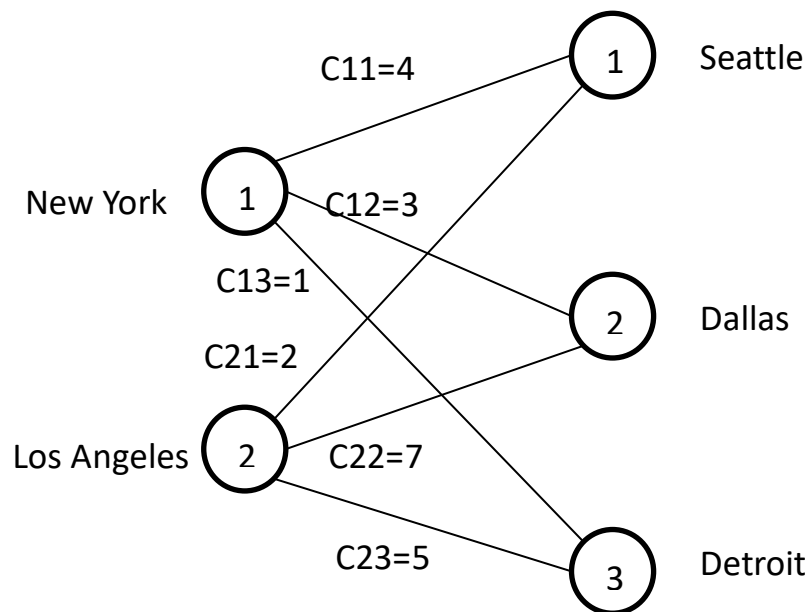 C11=4
1
Seattle
New York
1
C12=3
C13=1
2
Dallas
C21=2
Los Angeles
2
C22=7
C23=5
3
Detroit